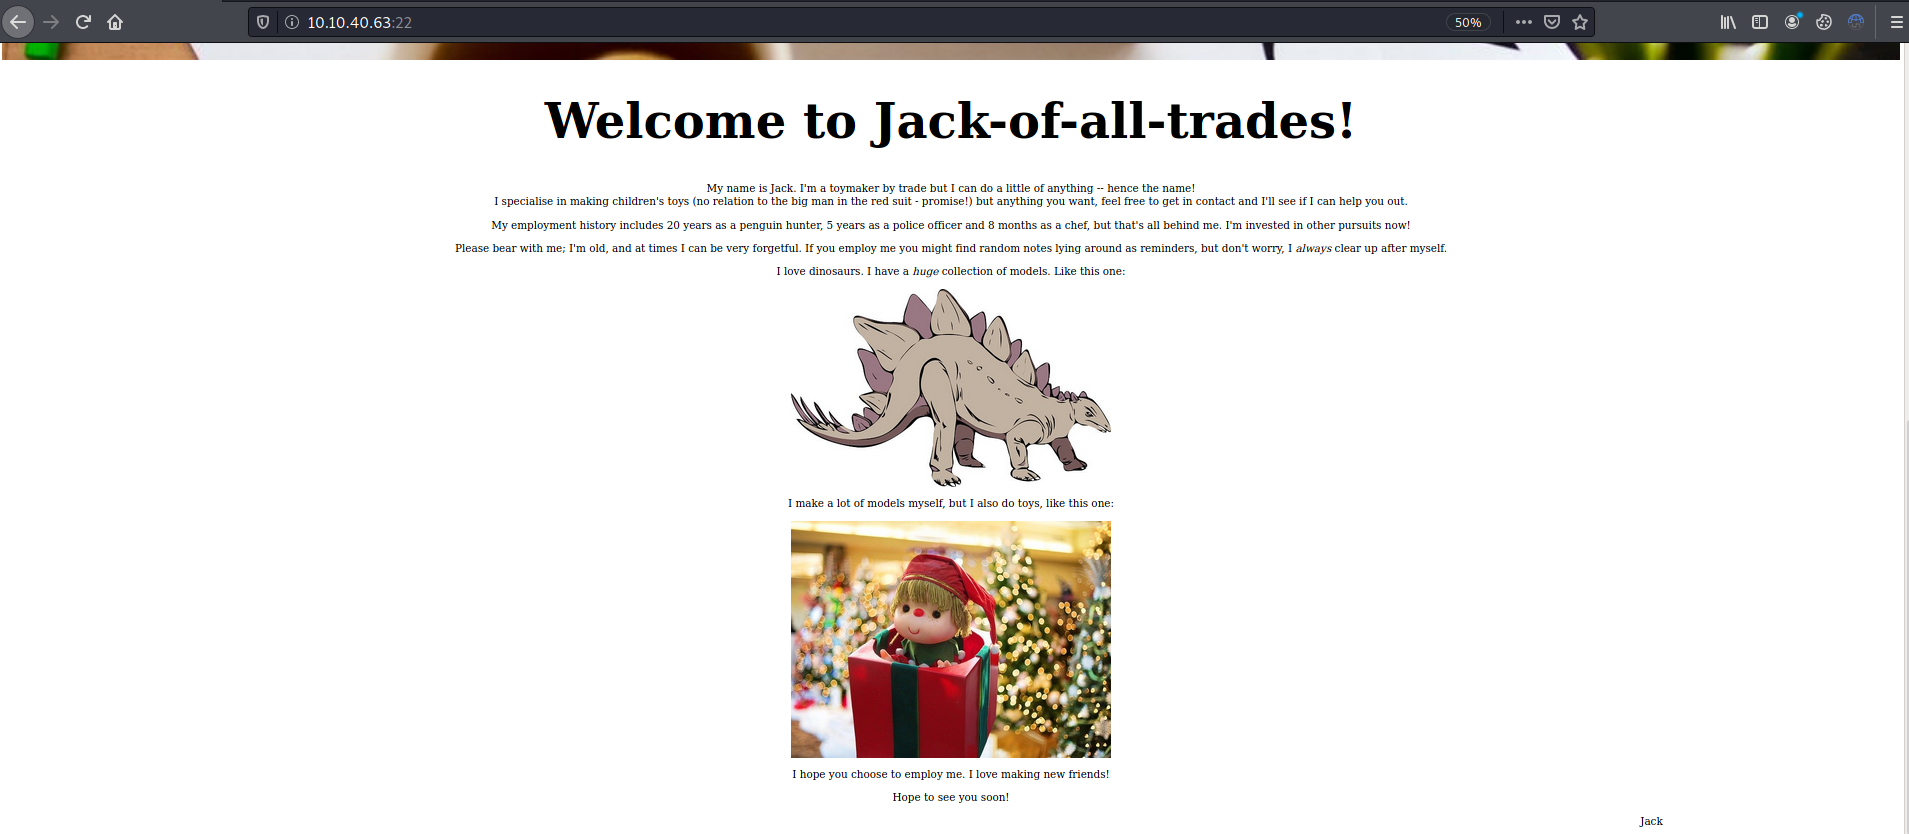 10.10.40.63:22
50%
Welcome to Jack-of-all-trades!
My name is Jack. I'm a toymaker by trade but I can do a little of anything -- hence the name!
I specialise in making children's toys (no relation to the big man in the red suit - promise!) but anything you want, feel free to get in contact and I'll see if I can help you out.
My employment history includes 20 years as a penguin hunter, 5 years as a police officer and 8 months as a chef, but that's all behind me. I'm invested in other pursuits now!
Please bear with me; I'm old, and at times I can be very forgetful. If you employ me you might find random notes lying around as reminders, but don't worry, I always clear up after myself.
I love dinosaurs. I have a huge collection of models. Like this one:
I make a lot of models myself, but I also do toys, like this one:
I hope you choose to employ me. I love making new friends!
Hope to see you soon!
Jack